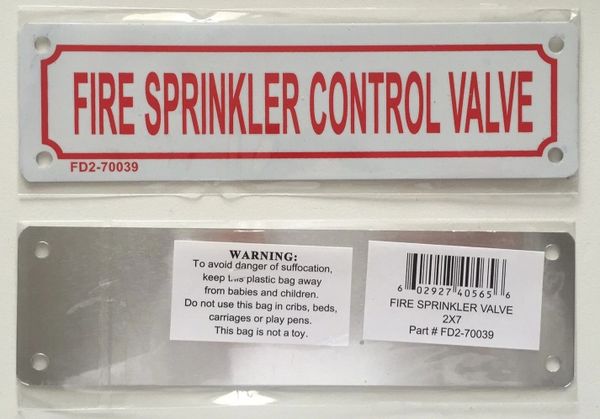 FIRE SPRINKLER CONTROL VALVE
FD2-70039
WARNING:
To avoid danger of suffocation,
keep this plastic bag away
from babies and children.
Do not use this bag in cribs, beds,
carriages or play pens.
This bag is not a toy.
6 02927 40565 6
FIRE SPRINKLER VALVE
2X7
Part # FD2-70039